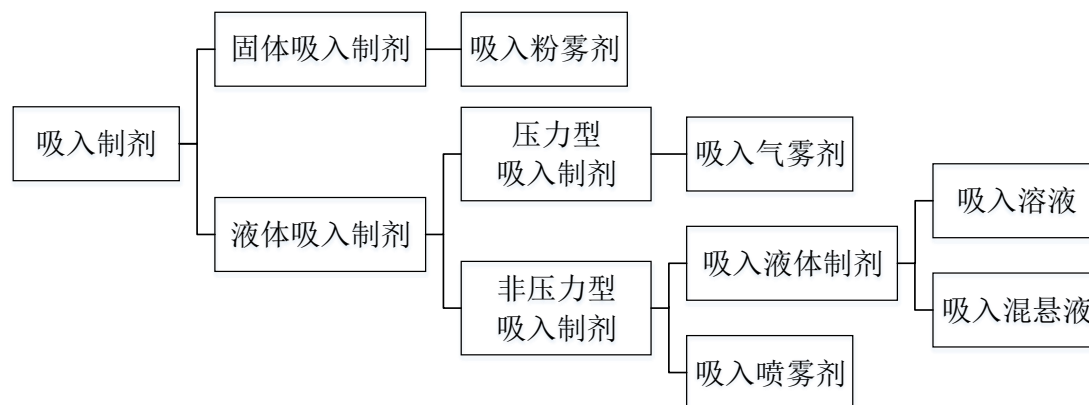 固体吸入制剂
吸入粉雾剂
吸入制剂
压力型
吸入制剂
吸入气雾剂
液体吸入制剂
吸入溶液
非压力型
吸入制剂
吸入液体制剂
吸入混悬液
吸入喷雾剂